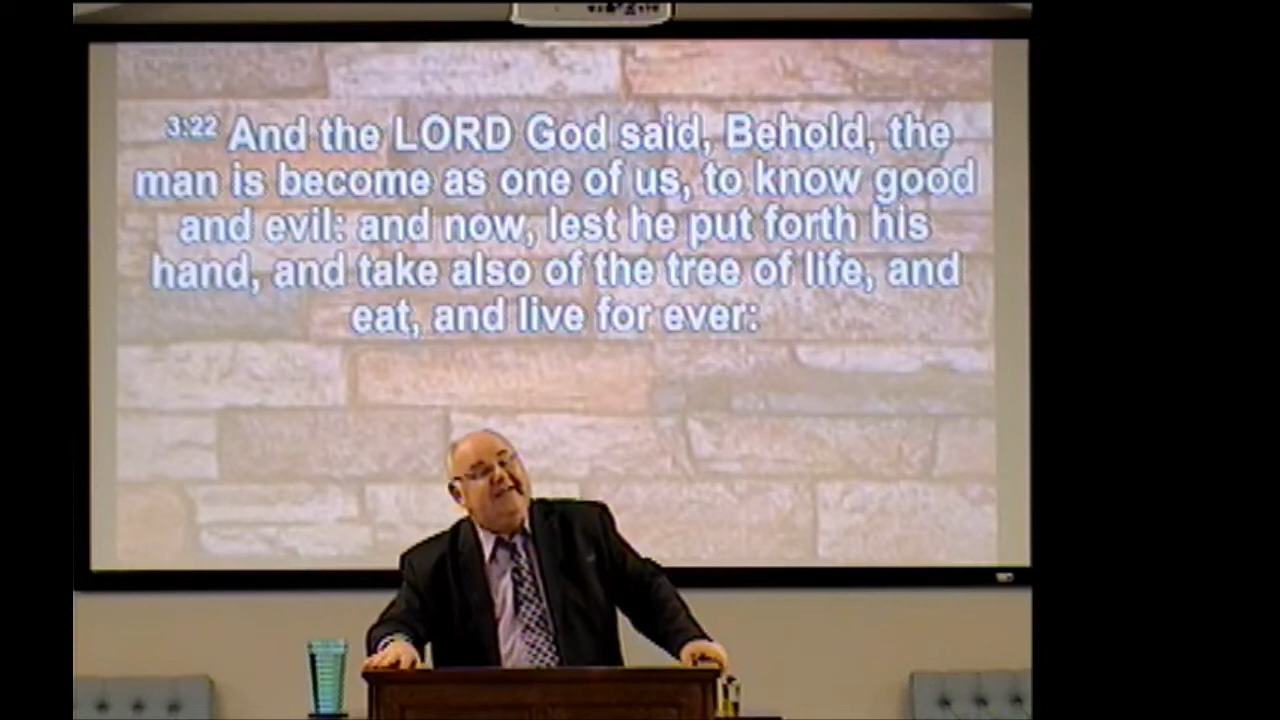 3:22 And the LORD God said, Behold, the
man is become as one of us, to know good
and evil: and now, lest he put forth his
hand, and take also of the tree of life, and
eat, and live for ever: